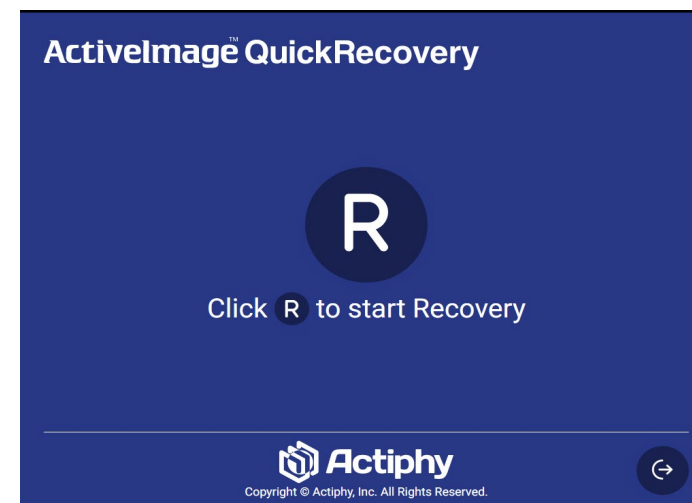 ActiveImage™ QuickRecovery
R
Click R to start Recovery
Actiphy
Copyright © Actiphy, Inc. All Rights Reserved.